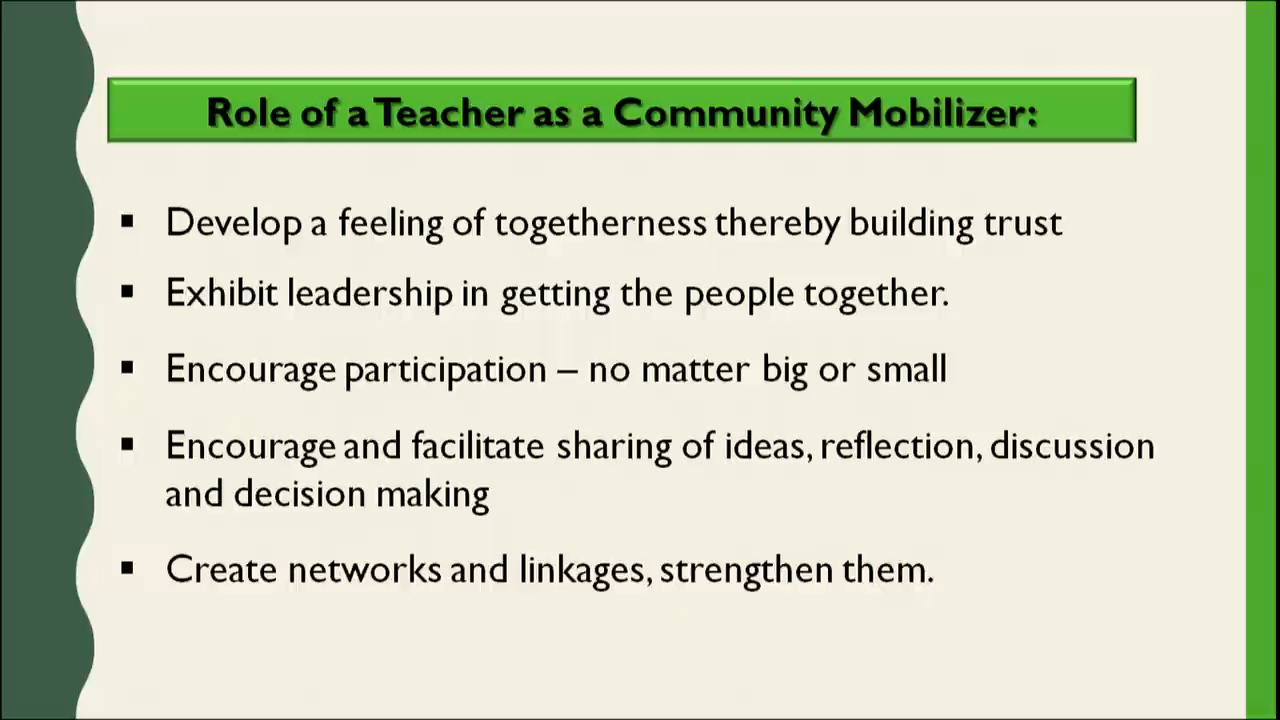 Role of a Teacher as a Community Mobilizer:
▪ Develop a feeling of togetherness thereby building trust
▪ Exhibit leadership in getting the people together.
▪ Encourage participation – no matter big or small
▪ Encourage and facilitate sharing of ideas, reflection, discussion
and decision making
▪ Create networks and linkages, strengthen them.